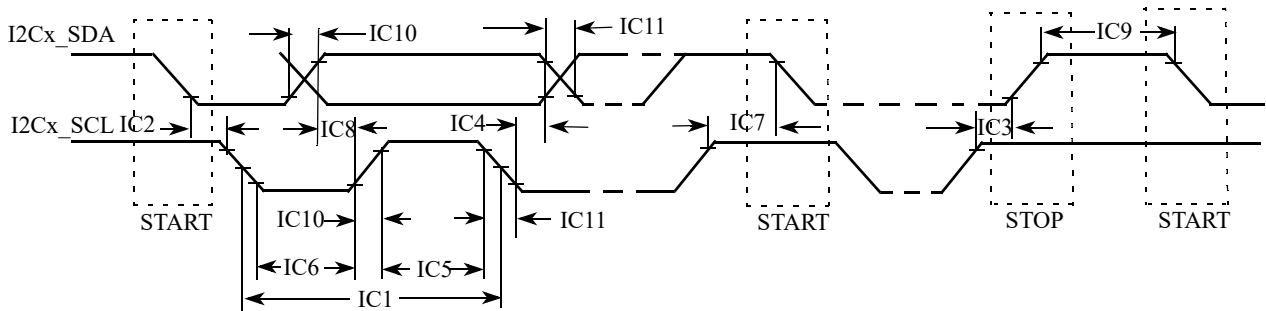 IC10
IC11
I2Cx_SDA
IC9
I2Cx_SCL
IC2
IC8
IC4
IC7
IC3
START
IC10
IC11
START
STOP
START
IC6
IC5
IC1